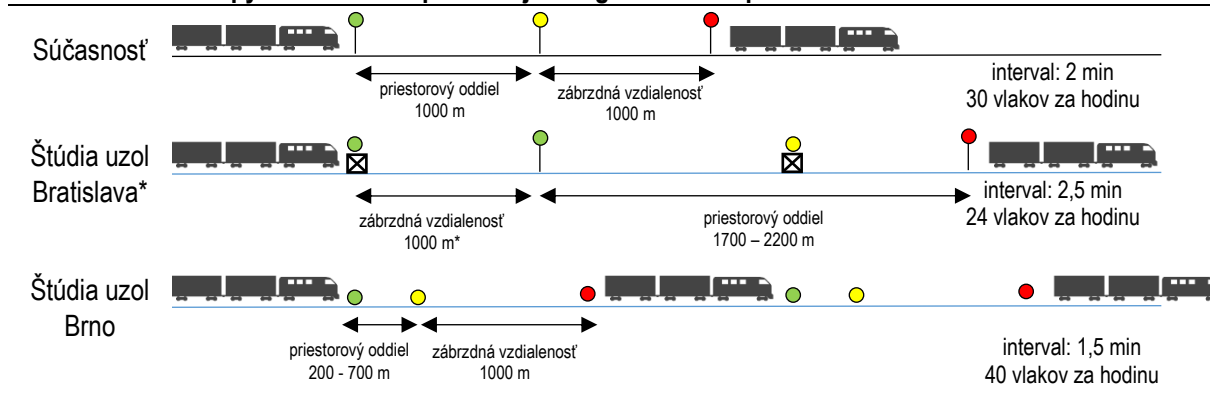 Súčasnosť
priestorový oddiel
1000 m
zábrzdná vzdialenosť
1000 m
interval: 2 min
30 vlakov za hodinu
Štúdia uzol
Bratislava*
zábrzdná vzdialenosť
1000 m*
priestorový oddiel
1700 – 2200 m
interval: 2,5 min
24 vlakov za hodinu
Štúdia uzol
Brno
priestorový oddiel
200 - 700 m
zábrzdná vzdialenosť
1000 m
interval: 1,5 min
40 vlakov za hodinu